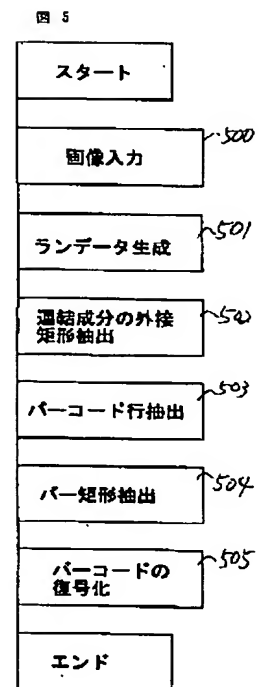 図 5
スタート
画像入力
500
ランデータ生成
501
連結成分の外接
矩形抽出
502
バーコード行抽出
503
バー矩形抽出
504
バーコードの
復号化
505
エンド